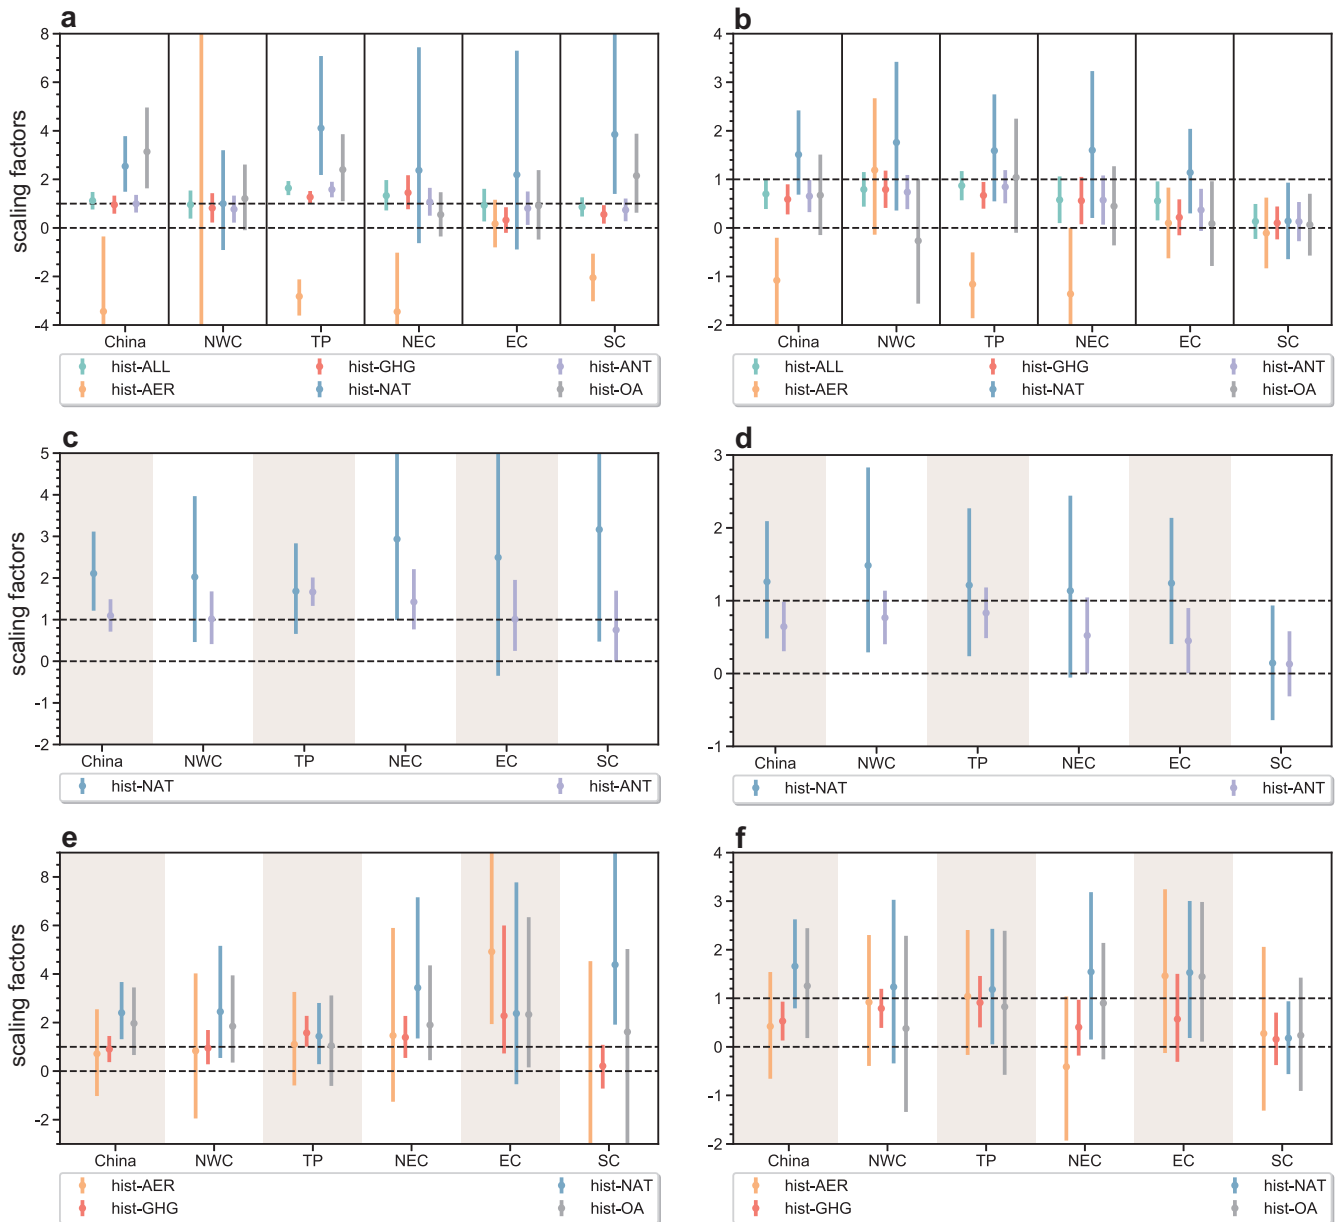 a
8
6
4
2
0
-2
-4
scaling factors
China NWC TP NEC EC SC
hist-ALL hist-GHG hist-ANT
hist-AER hist-NAT hist-OA
b
4
3
2
1
0
-1
-2
China NWC TP NEC EC SC
hist-ALL hist-GHG hist-ANT
hist-AER hist-NAT hist-OA
c
5
4
3
2
1
0
-1
-2
scaling factors
China NWC TP NEC EC SC
hist-NAT hist-ANT
d
3
2
1
0
-1
China NWC TP NEC EC SC
hist-NAT hist-ANT
e
8
6
4
2
0
-2
scaling factors
China NWC TP NEC EC SC
hist-AER hist-NAT
hist-GHG hist-OA
f
4
3
2
1
0
-1
-2
China NWC TP NEC EC SC
hist-AER hist-NAT
hist-GHG hist-OA